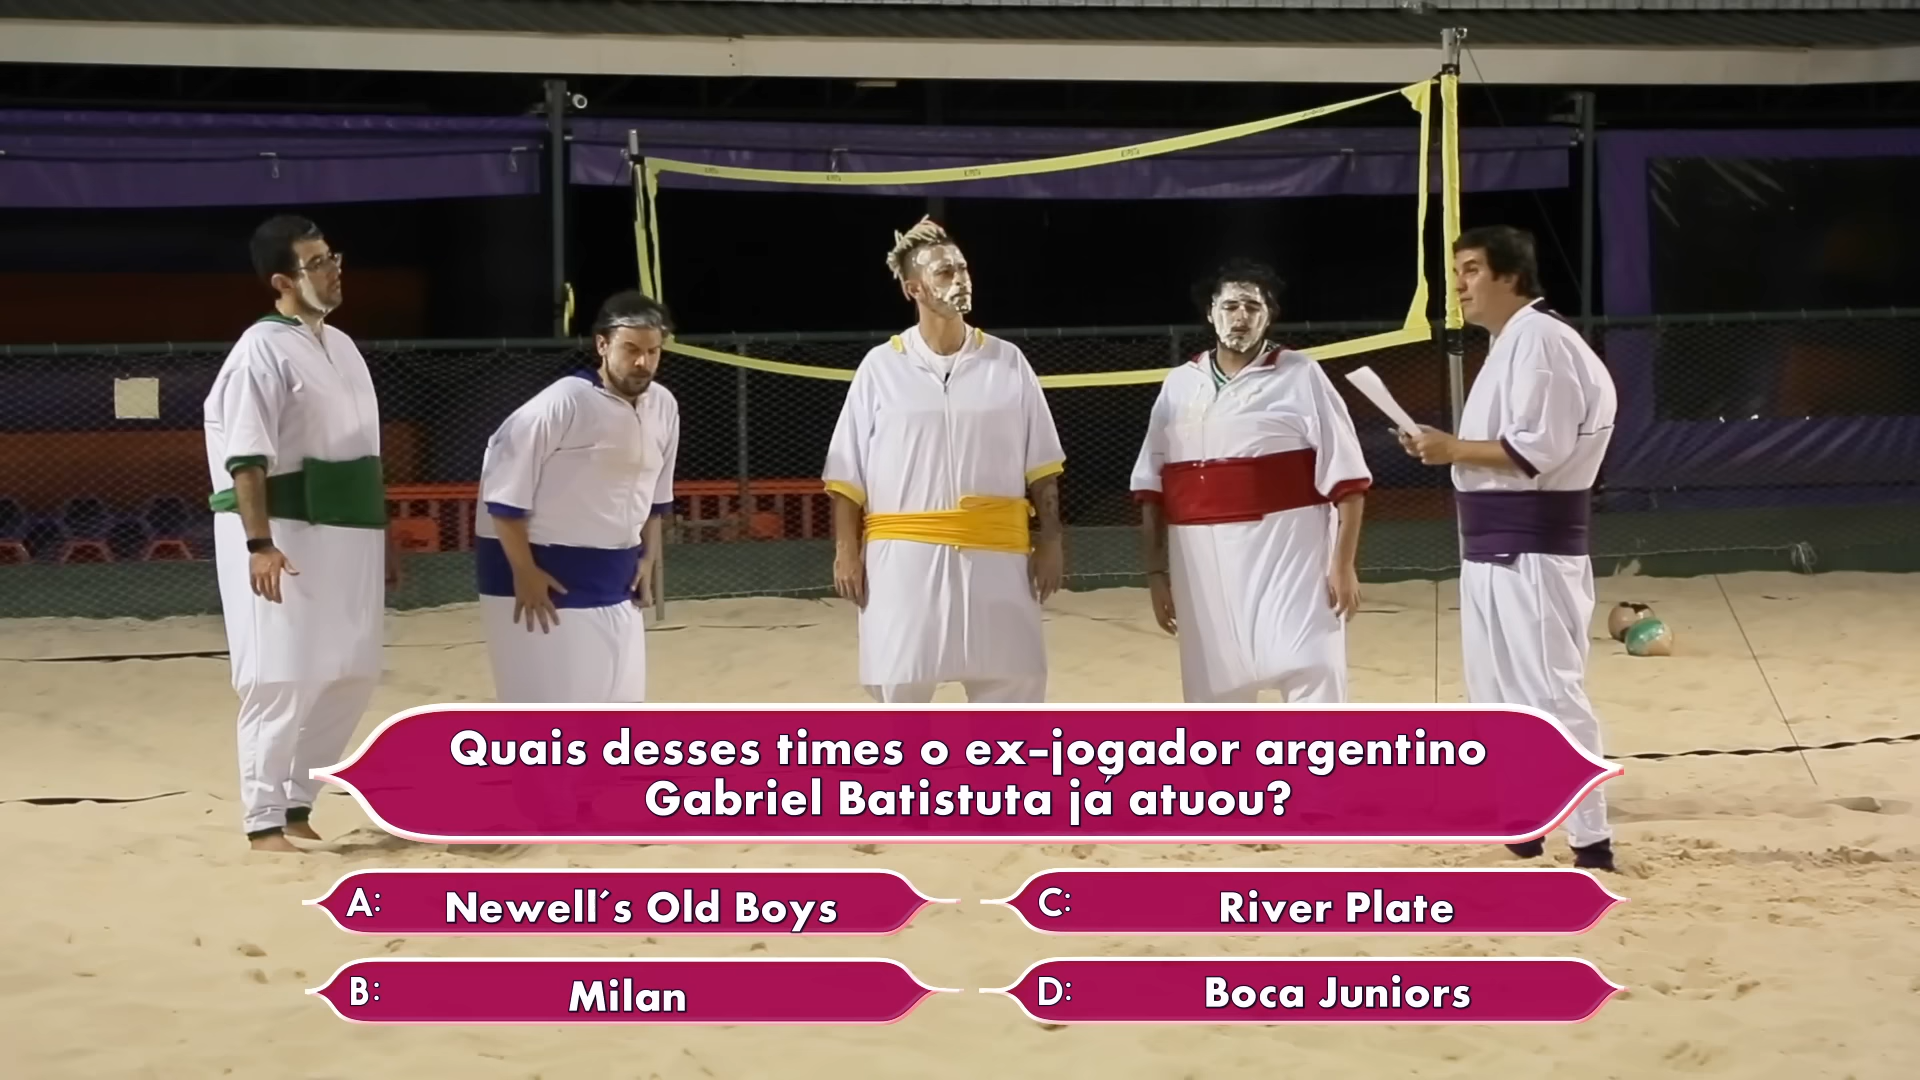 Quais desses times o ex-jogador argentino
Gabriel Batistuta já atuou?
A: Newell´s Old Boys
B: Milan
C: River Plate
D: Boca Juniors